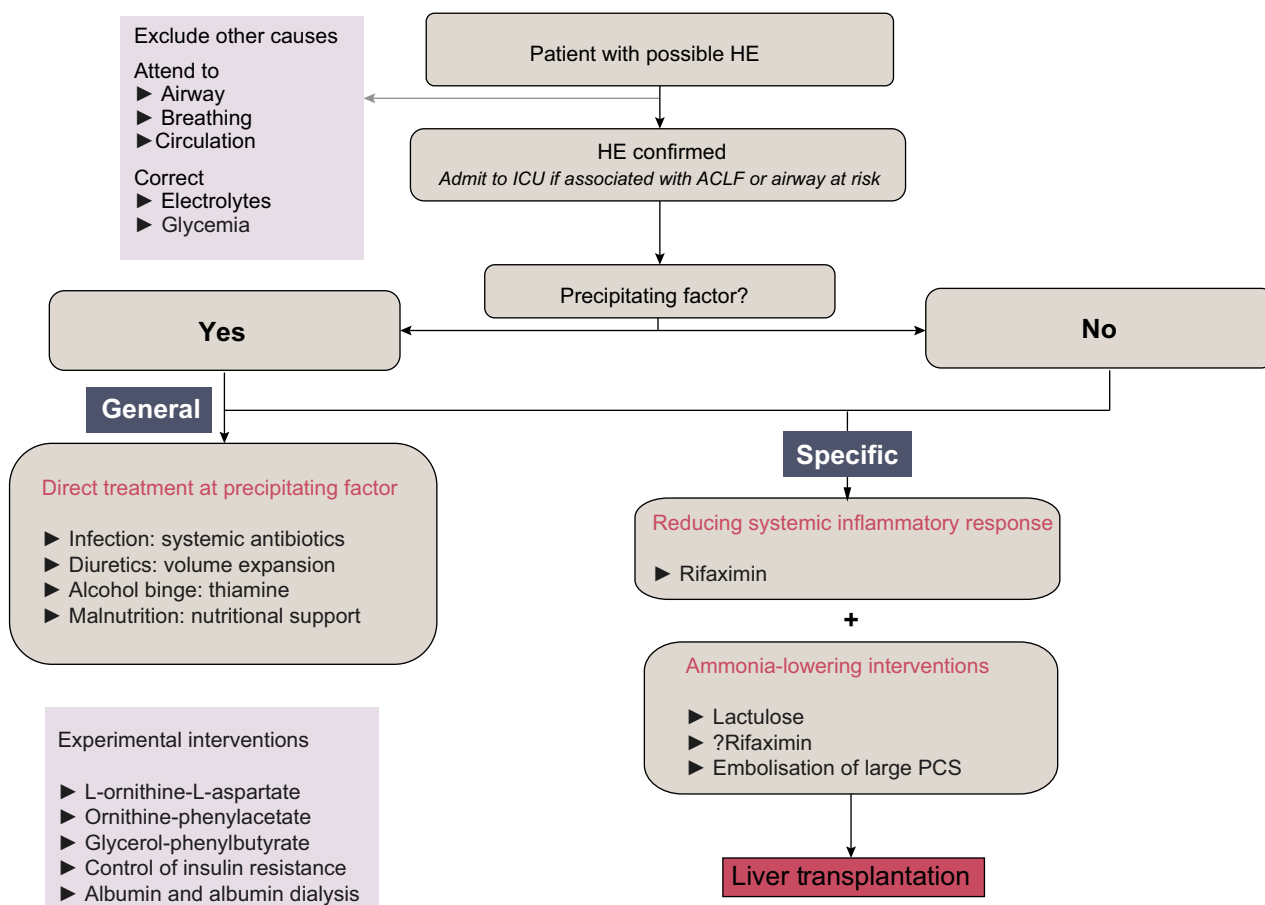 Exclude other causes
Attend to
► Airway
► Breathing
►Circulation
Correct
► Electrolytes
► Glycemia
Patient with possible HE
HE confirmed
Admit to ICU if associated with ACLF or airway at risk
Precipitating factor?
Yes
No
General
Specific
Direct treatment at precipitating factor
► Infection: systemic antibiotics
► Diuretics: volume expansion
► Alcohol binge: thiamine
► Malnutrition: nutritional support
Reducing systemic inflammatory response
► Rifaximin
+
Ammonia-lowering interventions
► Lactulose
► ?Rifaximin
► Embolisation of large PCS
Liver transplantation
Experimental interventions
► L-ornithine-L-aspartate
► Ornithine-phenylacetate
► Glycerol-phenylbutyrate
► Control of insulin resistance
► Albumin and albumin dialysis